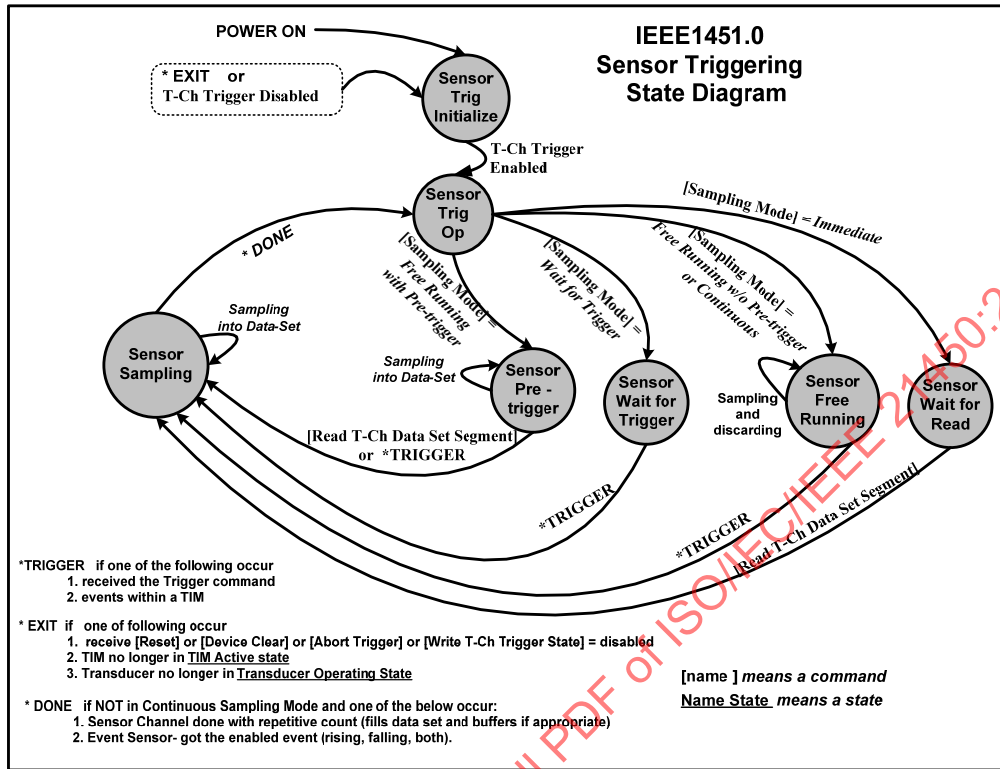 POWER ON
IEEE1451.0
Sensor Triggering
State Diagram
* EXIT or
T-Ch Trigger Disabled
Sensor
Trig
Initialize
T-Ch Trigger
Enabled
Sensor
Trig
Op
[Sampling Mode] = Immediate
* DONE
[Sampling Mode] =
Free Running
with Pre-trigger
[Sampling Mode] =
Wait for Trigger
[Sampling Mode] =
Free Running w/o Pre-trigger
or Continuous
Sampling
into Data-Set
Sensor
Sampling
Sampling
into Data-Set
Sensor
Pre -
trigger
Sensor
Wait for
Trigger
Sampling
and
discarding
Sensor
Free
Running
Sensor
Wait for
Read
[Read T-Ch Data Set Segment]
or *TRIGGER
*TRIGGER
*TRIGGER
[Read T-Ch Data Set Segment]
*TRIGGER if one of the following occur
1. received the Trigger command
2. events within a TIM
* EXIT if one of following occur
1. receive [Reset] or [Device Clear] or [Abort Trigger] or [Write T-Ch Trigger State] = disabled
2. TIM no longer in TIM Active state
3. Transducer no longer in Transducer Operating State
* DONE if NOT in Continuous Sampling Mode and one of the below occur:
1. Sensor Channel done with repetitive count (fills data set and buffers if appropriate)
2. Event Sensor- got the enabled event (rising, falling, both).
[name ] means a command
Name State means a state
PDF of ISO/IEC/IEEE 21450:2